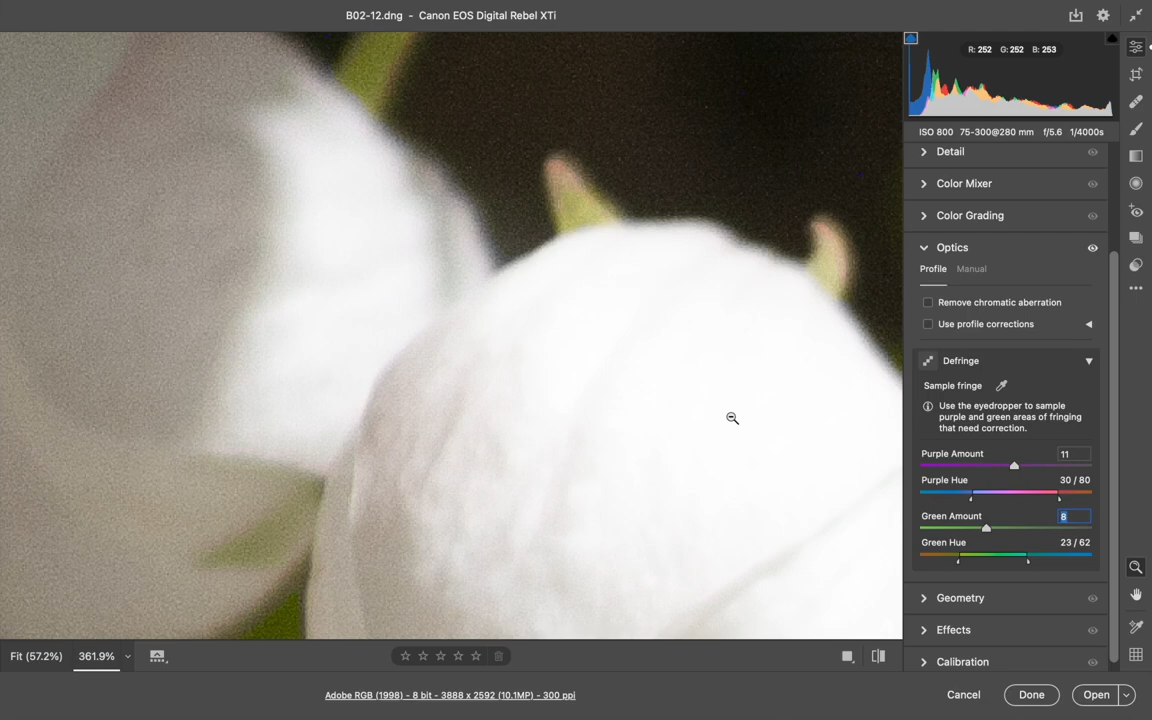 B02-12.dng - Canon EOS Digital Rebel XTi
R: 252 G: 252 B: 253
ISO 800 75-300@280 mm f/5.6 1/4000s
Detail
Color Mixer
Color Grading
Optics
Profile Manual
Remove chromatic aberration
Use profile corrections
Defringe
Sample fringe
Use the eyedropper to sample
purple and green areas of fringing
that need correction.
Purple Amount 11
Purple Hue 30 / 80
Green Amount 8
Green Hue 23 / 62
Geometry
Effects
Calibration
Fit (57.2%) 361.9%
Adobe RGB (1998) - 8 bit - 3888 x 2592 (10.1MP) - 300 ppi
Cancel Done Open